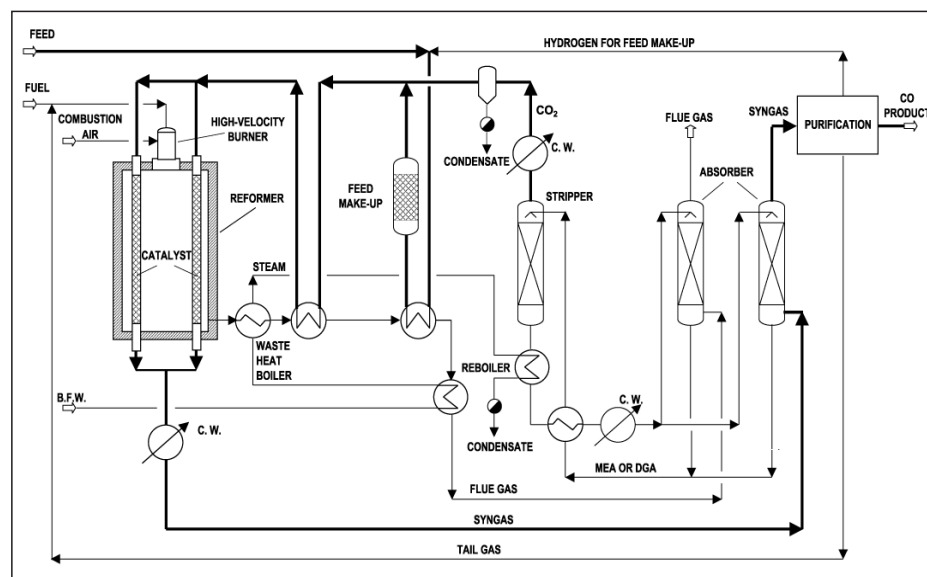 FEED
HYDROGEN FOR FEED MAKE-UP
FUEL
COMBUSTION
AIR
HIGH-VELOCITY
BURNER
CO2
CONDENSATE
C. W.
FLUE GAS
SYNGAS
PURIFICATION
CO
PRODUCT
REFORMER
FEED
MAKE-UP
STRIPPER
ABSORBER
CATALYST
STEAM
WASTE
HEAT
BOILER
REBOILER
B.F.W.
C. W.
C. W.
CONDENSATE
MEA OR DGA
FLUE GAS
SYNGAS
TAIL GAS